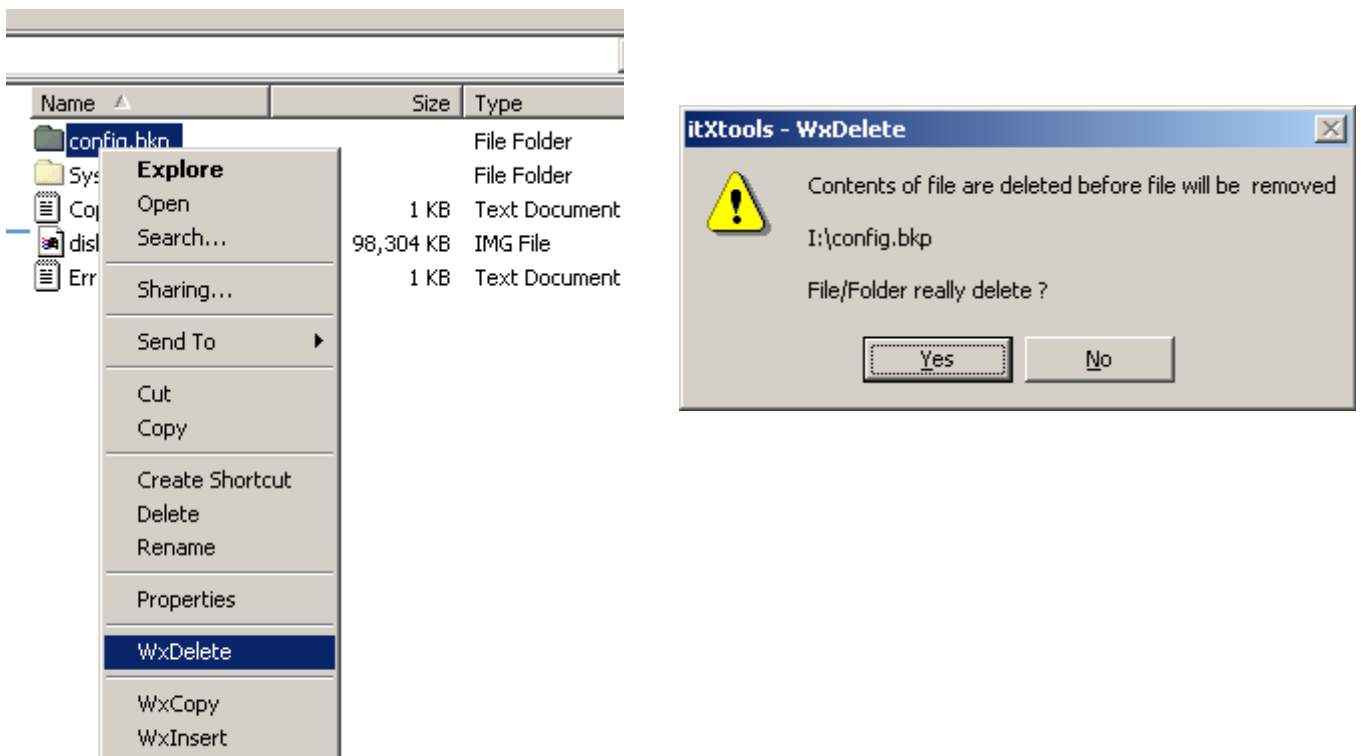 Name Size Type
config.bkp File Folder
File Folder
1 KB Text Document
98,304 KB IMG File
Err 1 KB Text Document
Explore
Open
Search...
Sharing...
Send To
Cut
Copy
Create Shortcut
Delete
Rename
Properties
WxDelete
WxCopy
WxInsert
itXtools - WxDelete
Contents of file are deleted before file will be removed
I:\config.bkp
File/Folder really delete ?
Yes No